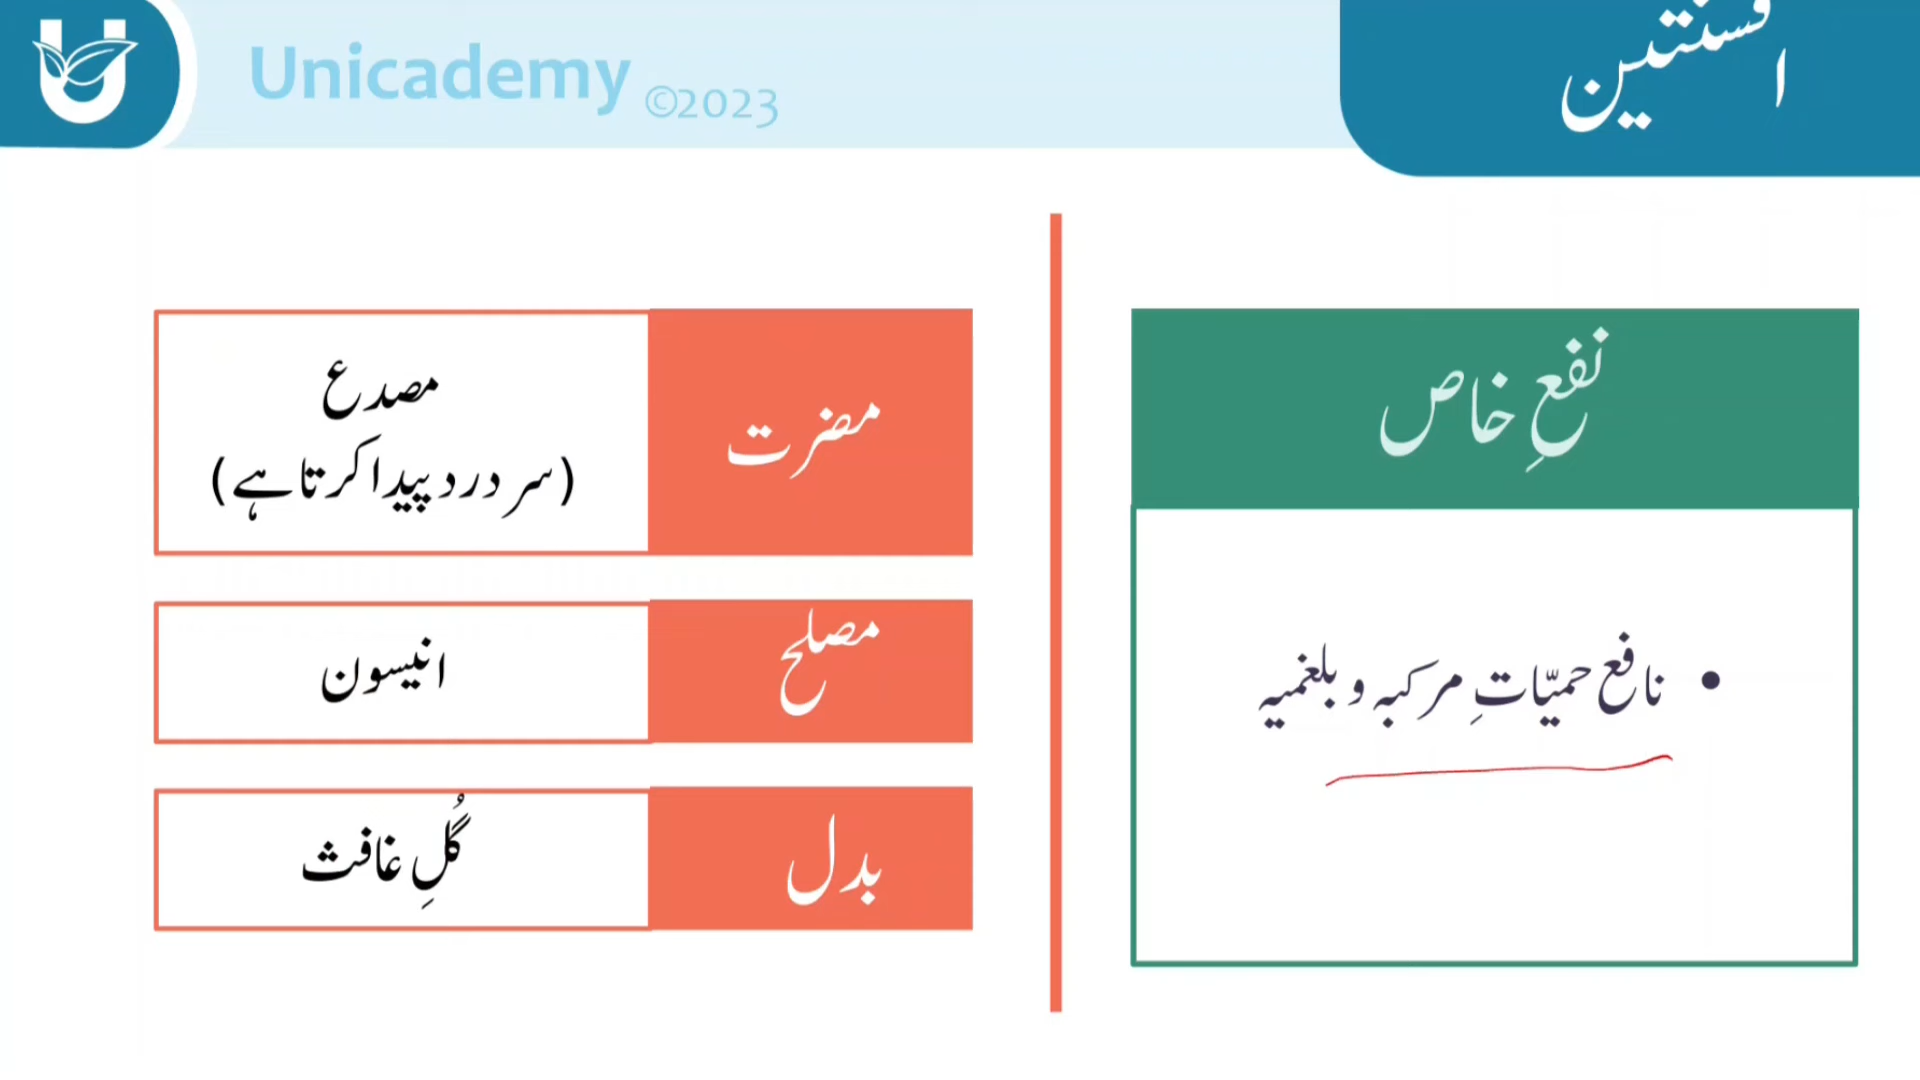 Unicademy ©2023
افسنتین
نفعِ خاص
• نافع حمیّاتِ مرکبہ و بلغمیہ
مضرت
مصدع
(سر درد پیدا کرتا ہے)
مصلح
انیسون
بدل
گُلِ غافث